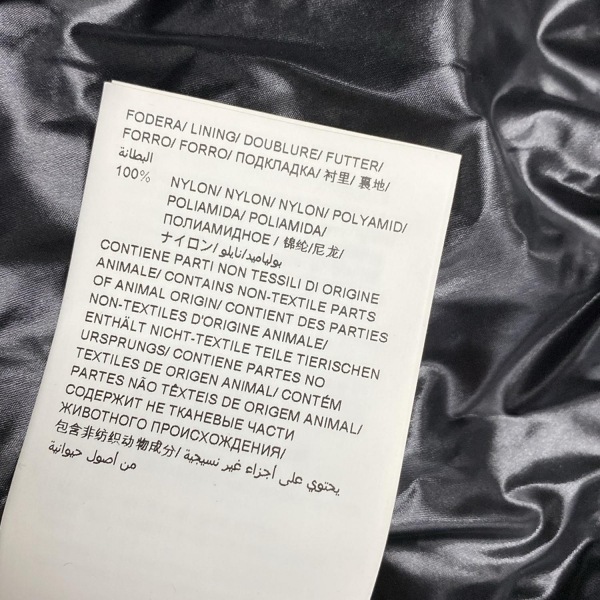 FODERA/ LINING/ DOUBLURE/ FUTTER/
FORRO/ FORRO/ ПОДКЛАДКА/ 衬里/ 裏地/
البطانة
100%
NYLON/ NYLON/ NYLON/ POLYAMID/
POLIAMIDA/ POLIAMIDA/
ПОЛИАМИДНОЕ / 锦纶/尼龙/
ナイロン/ بولياميد/نايلو
CONTIENE PARTI NON TESSILI DI ORIGINE
ANIMALE/ CONTAINS NON-TEXTILE PARTS
OF ANIMAL ORIGIN/ CONTIENT DES PARTIES
NON-TEXTILES D'ORIGINE ANIMALE/
ENTHÄLT NICHT-TEXTILE TEILE TIERISCHEN
URSPRUNGS/ CONTIENE PARTES NO
TEXTILES DE ORIGEN ANIMAL/ CONTÉM
PARTES NÃO TÊXTEIS DE ORIGEM ANIMAL/
СОДЕРЖИТ НЕ ТКАНЕВЫЕ ЧАСТИ
ЖИВОТНОГО ПРОИСХОЖДЕНИЯ/
包含非纺织动物成分/ يحتوي على اجزاء غير نسيجية
من أصول حيوانية